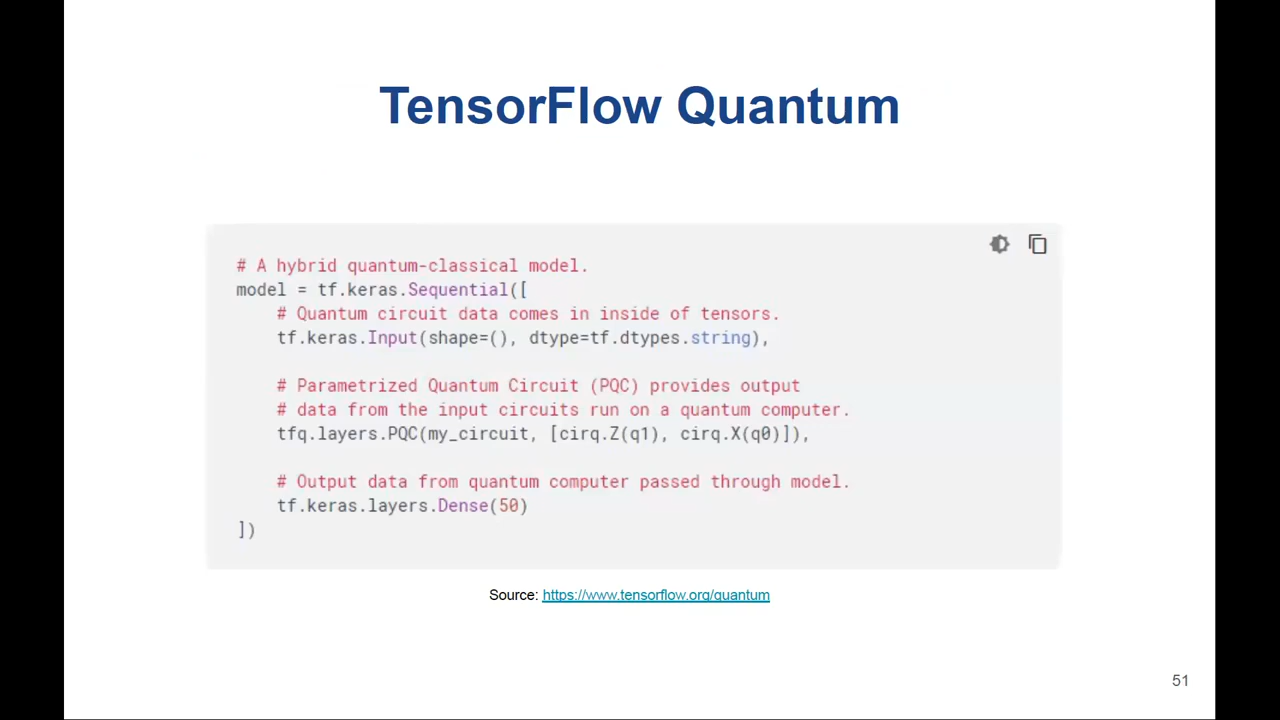 TensorFlow Quantum
# A hybrid quantum-classical model.
model = tf.keras.Sequential([
    # Quantum circuit data comes in inside of tensors.
    tf.keras.Input(shape=(), dtype=tf.dtypes.string),
    # Parametrized Quantum Circuit (PQC) provides output
    # data from the input circuits run on a quantum computer.
    tfq.layers.PQC(my_circuit, [cirq.Z(q1), cirq.X(q0)]),
    # Output data from quantum computer passed through model.
    tf.keras.layers.Dense(50)
])
Source: https://www.tensorflow.org/quantum
51